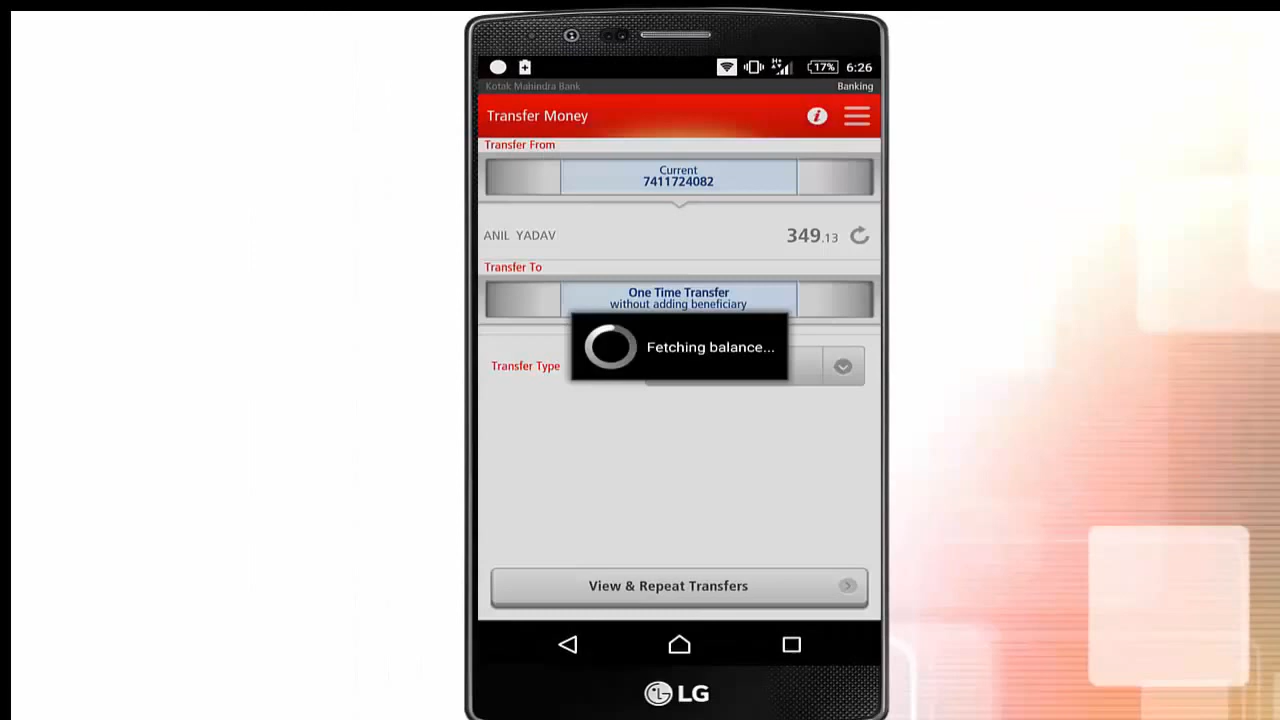 17% 6:26
Kotak Mahindra Bank Banking
Transfer Money
Transfer From
Current
7411724082
ANIL YADAV 349.13
Transfer To
One Time Transfer
without adding beneficiary
Fetching balance...
Transfer Type
View & Repeat Transfers
LG